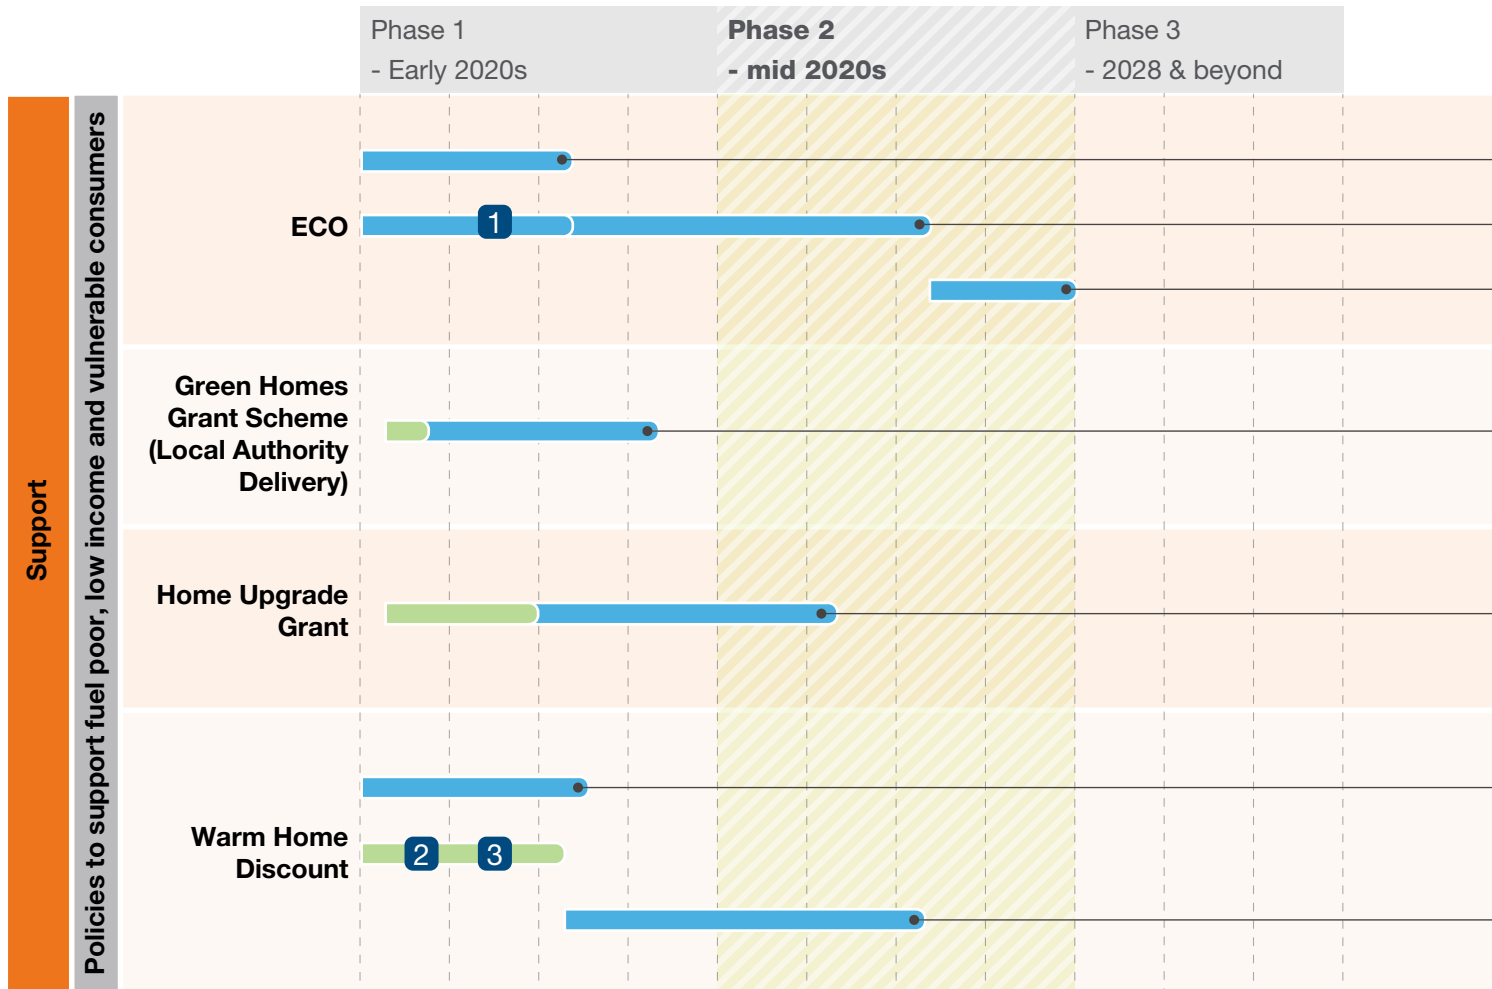 Phase 1
- Early 2020s
Phase 2
- mid 2020s
Phase 3
- 2028 & beyond
Support
Policies to support fuel poor, low income and vulnerable consumers
ECO
1
Green Homes
Grant Scheme
(Local Authority
Delivery)
Home Upgrade
Grant
Warm Home
Discount
2
3